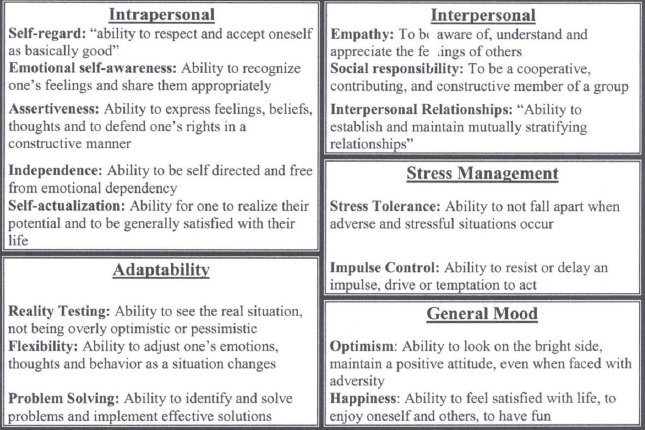 Intrapersonal
Self-regard: “ability to respect and accept oneself
as basically good”
Emotional self-awareness: Ability to recognize
one’s feelings and share them appropriately
Assertiveness: Ability to express feelings, beliefs,
thoughts and to defend one’s rights in a
constructive manner
Independence: Ability to be self directed and free
from emotional dependency
Self-actualization: Ability for one to realize their
potential and to be generally satisfied with their
life
Adaptability
Reality Testing: Ability to see the real situation,
not being overly optimistic or pessimistic
Flexibility: Ability to adjust one’s emotions,
thoughts and behavior as a situation changes
Problem Solving: Ability to identify and solve
problems and implement effective solutions
Interpersonal
Empathy: To be aware of, understand and
appreciate the feelings of others
Social responsibility: To be a cooperative,
contributing, and constructive member of a group
Interpersonal Relationships: “Ability to
establish and maintain mutually stratifying
relationships”
Stress Management
Stress Tolerance: Ability to not fall apart when
adverse and stressful situations occur
Impulse Control: Ability to resist or delay an
impulse, drive or temptation to act
General Mood
Optimism: Ability to look on the bright side,
maintain a positive attitude, even when faced with
adversity
Happiness: Ability to feel satisfied with life, to
enjoy oneself and others, to have fun